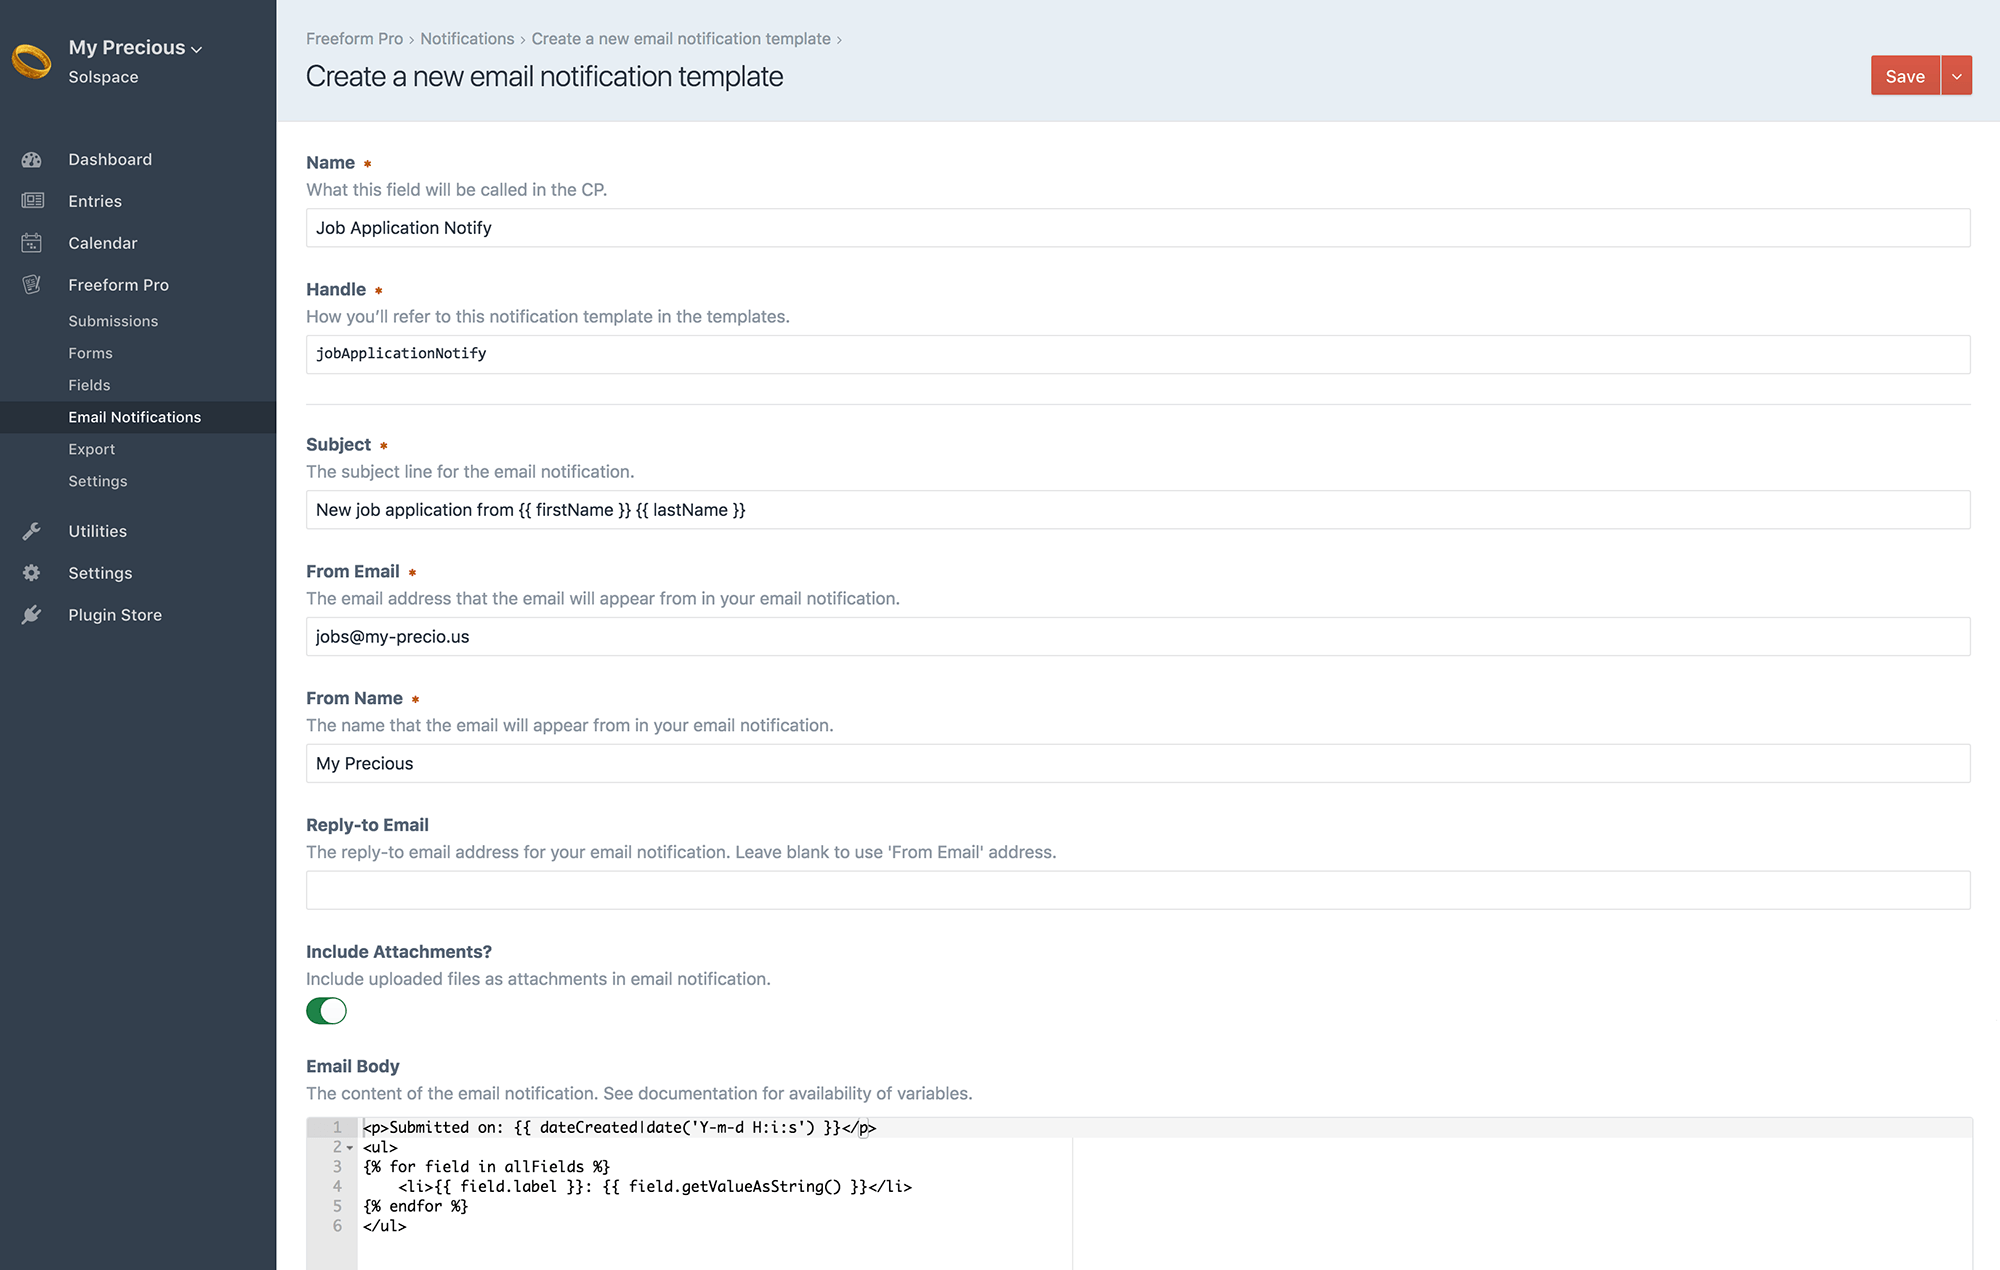 My Precious
Solspace
Dashboard
Entries
Calendar
Freeform Pro
Submissions
Forms
Fields
Email Notifications
Export
Settings
Utilities
Settings
Plugin Store
Freeform Pro › Notifications › Create a new email notification template ›
Create a new email notification template
Save
Name *
What this field will be called in the CP.
Job Application Notify
Handle *
How you’ll refer to this notification template in the templates.
jobApplicationNotify
Subject *
The subject line for the email notification.
New job application from {{ firstName }} {{ lastName }}
From Email *
The email address that the email will appear from in your email notification.
jobs@my-precio.us
From Name *
The name that the email will appear from in your email notification.
My Precious
Reply-to Email
The reply-to email address for your email notification. Leave blank to use 'From Email' address.
Include Attachments?
Include uploaded files as attachments in email notification.
Email Body
The content of the email notification. See documentation for availability of variables.
1 <p>Submitted on: {{ dateCreated|date('Y-m-d H:i:s') }}</p>
2 <ul>
3 {% for field in allFields %}
4     <li>{{ field.label }}: {{ field.getValueAsString() }}</li>
5 {% endfor %}
6 </ul>